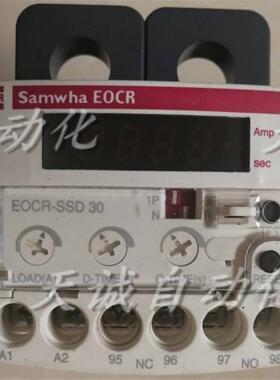 Samwha EOCR
Amp
sec
EOCR-SSD 30
1P
N
LOAD(A)
D-TIME
O-TIME(s)
天诚自动化
A1
A2
95
NC
96
97
NO
98